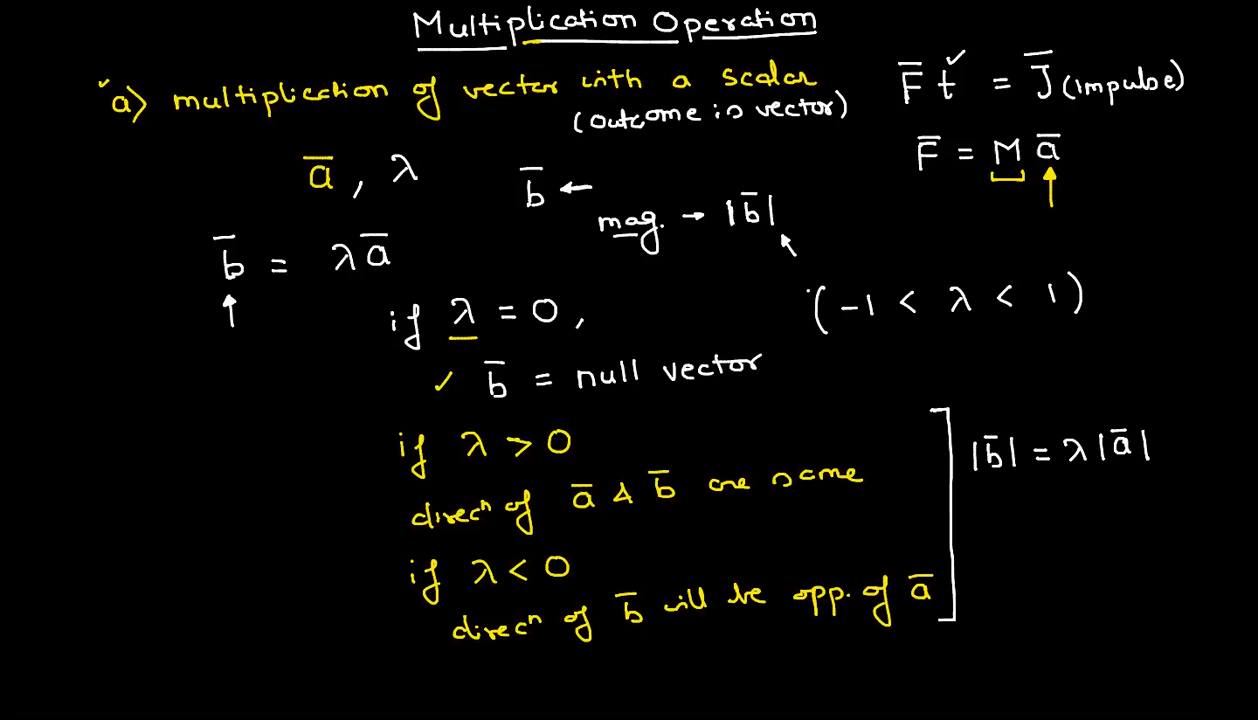 Multiplication Operation
a) multiplication of vector with a scalar
(outcome is vector)
F̅ t = J̅ (impulse)
F̅ = M a̅
a̅ , λ
b̅ ←
mag. → |b̅|
b̅ = λ a̅
if λ = 0 ,
(-1 < λ < 1)
✓ b̅ = null vector
if λ > 0
direcⁿ of a̅ & b̅ are same
|b̅| = λ |a̅|
if λ < 0
direcⁿ of b̅ will be opp. of a̅